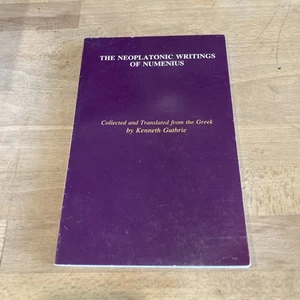 THE NEOPLATONIC WRITINGS
OF NUMENIUS
Collected and Translated from the Greek
by Kenneth Guthrie